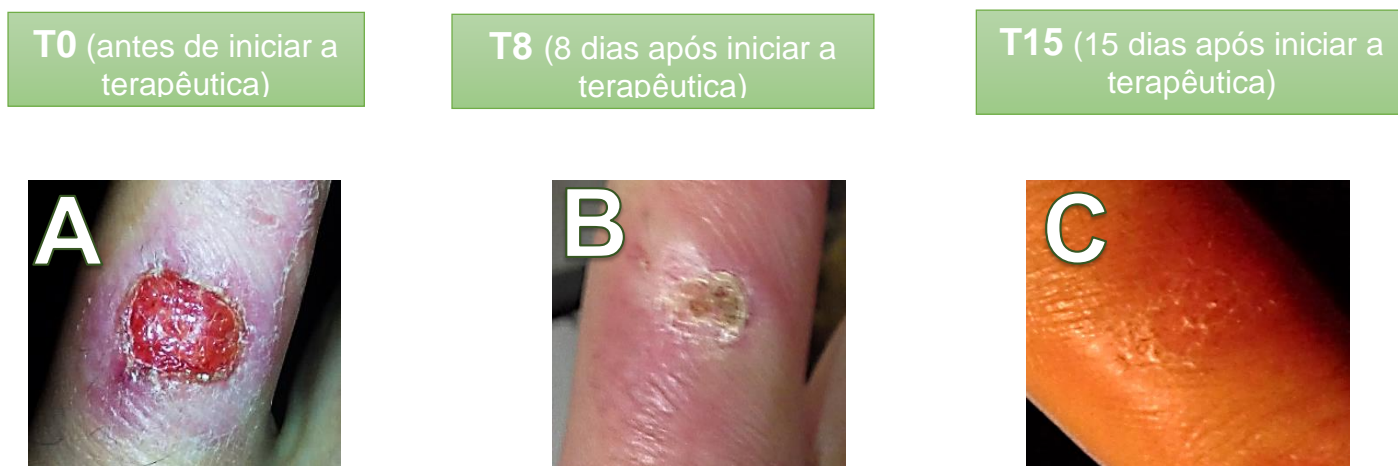 T0 (antes de iniciar a
terapêutica)
T8 (8 dias após iniciar a
terapêutica)
T15 (15 dias após iniciar a
terapêutica)
A
B
C